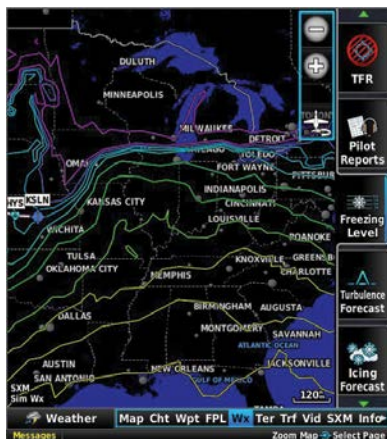 DULUTH
MINNEAPOLIS
MILWAUKEE
DETROIT
TOLEDO
OMAHA
FORT WAYNE
PITTSBUR
HYS KSLN
KANSAS CITY
INDIANAPOLIS
CINCINNATI
WICHITA
LOUISVILLE
ROANOKE
TULSA
OKLAHOMA CITY
KNOXVILLE
GREENSB
CHARLOTTE
MEMPHIS
BIRMINGHAM
AUGUSTA
DALLAS
MONTGOMERY
SAVANNAH
ATLANTIC OCEAN
AUSTIN
JACKSONVILLE
SAN ANTONIO
NEW ORLEANS
GULF OF MEXICO
SXM
Sim Wx
120
TFR
Pilot
Reports
Freezing
Level
Turbulence
Forecast
Icing
Forecast
Weather
Map Cht Wpt FPL Wx Ter Trf Vid SXM Info
Messages
Zoom Map Select Page